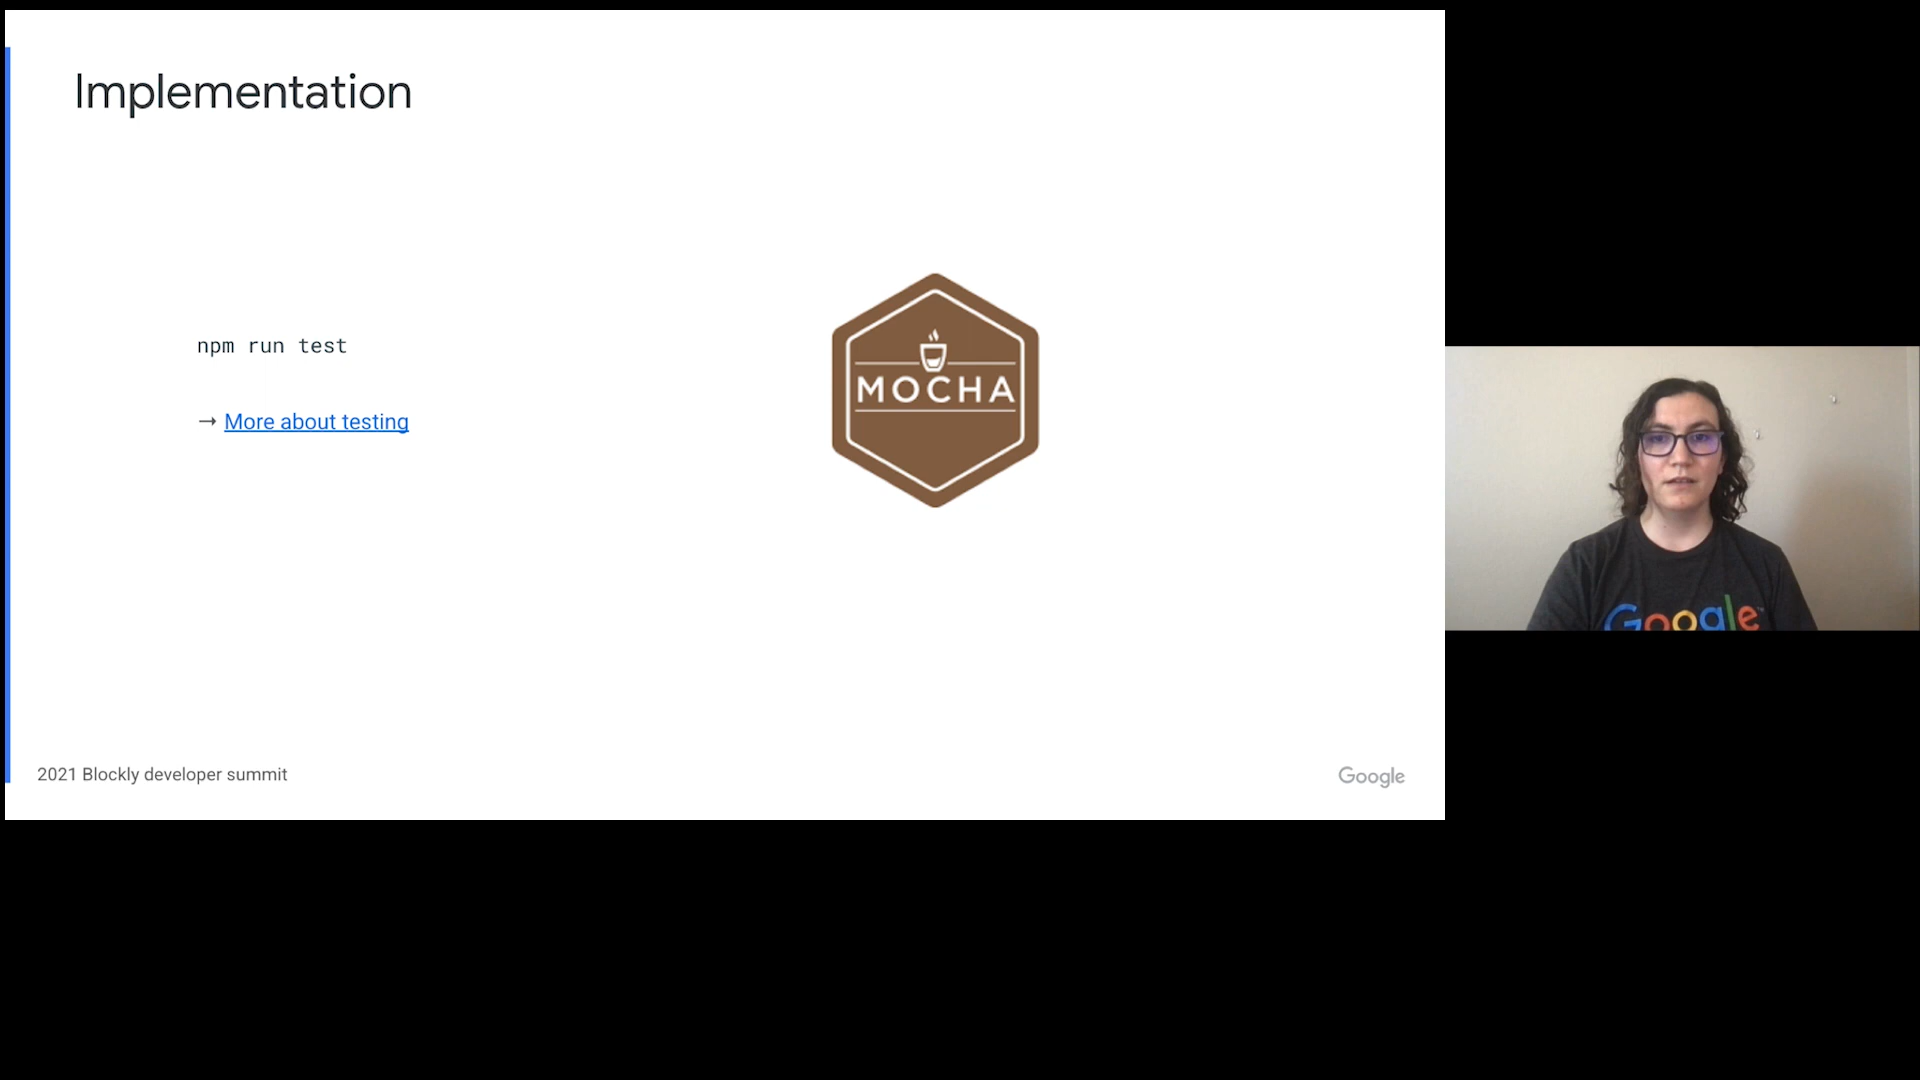 Implementation
npm run test
→ More about testing
MOCHA
2021 Blockly developer summit
Google
Google